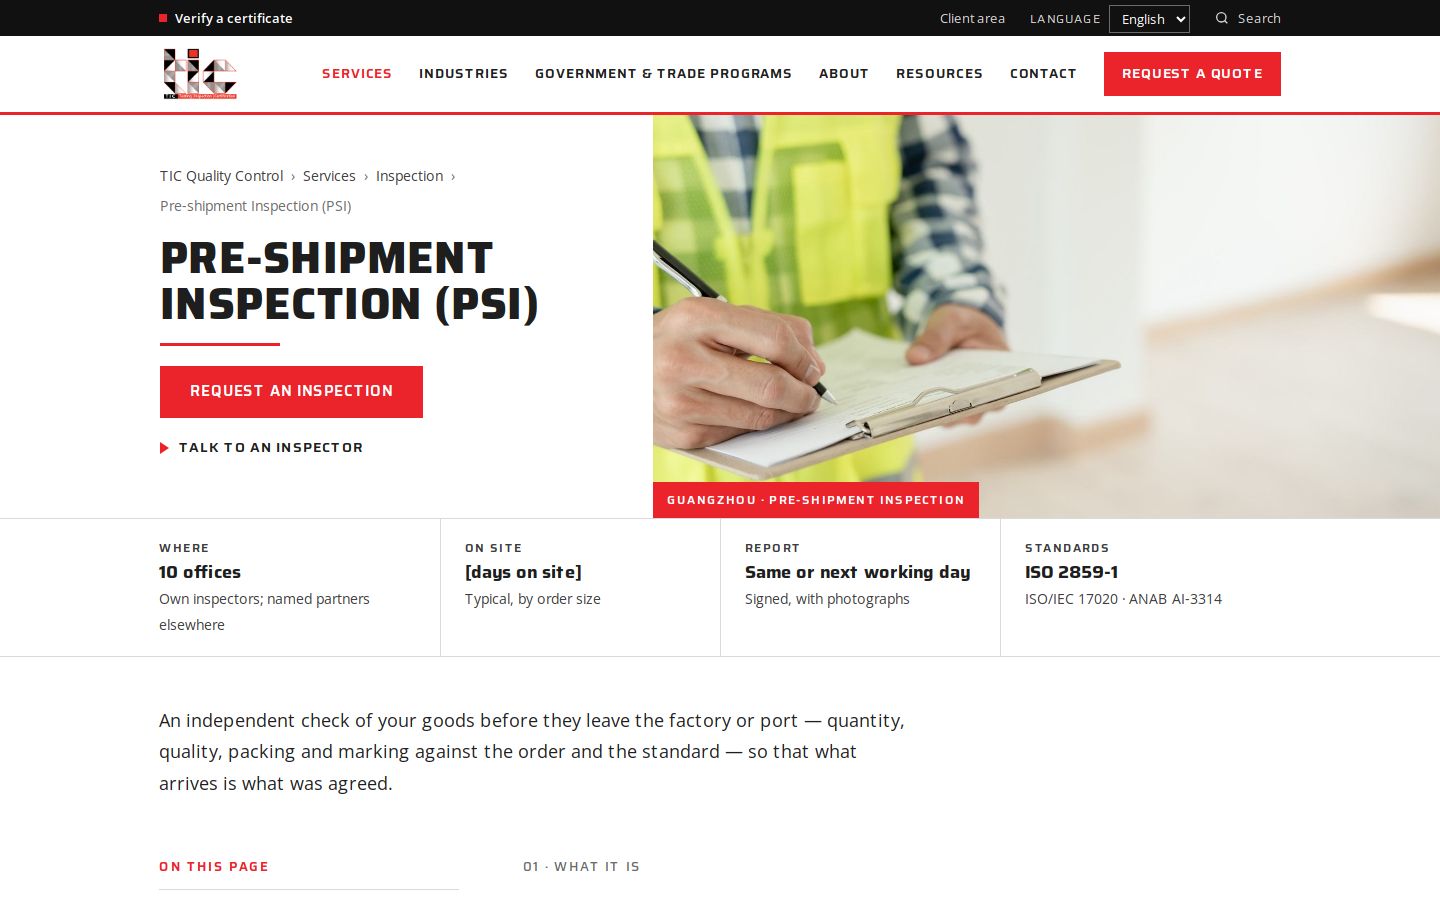 Verify a certificate
Client area
LANGUAGE
English
Search
tic
SERVICES
INDUSTRIES
GOVERNMENT & TRADE PROGRAMS
ABOUT
RESOURCES
CONTACT
REQUEST A QUOTE
TIC Quality Control › Services › Inspection ›
Pre-shipment Inspection (PSI)
PRE-SHIPMENT
INSPECTION (PSI)
REQUEST AN INSPECTION
TALK TO AN INSPECTOR
GUANGZHOU · PRE-SHIPMENT INSPECTION
WHERE
10 offices
Own inspectors; named partners
elsewhere
ON SITE
[days on site]
Typical, by order size
REPORT
Same or next working day
Signed, with photographs
STANDARDS
ISO 2859-1
ISO/IEC 17020 · ANAB AI-3314
An independent check of your goods before they leave the factory or port — quantity,
quality, packing and marking against the order and the standard — so that what
arrives is what was agreed.
ON THIS PAGE
01 · WHAT IT IS